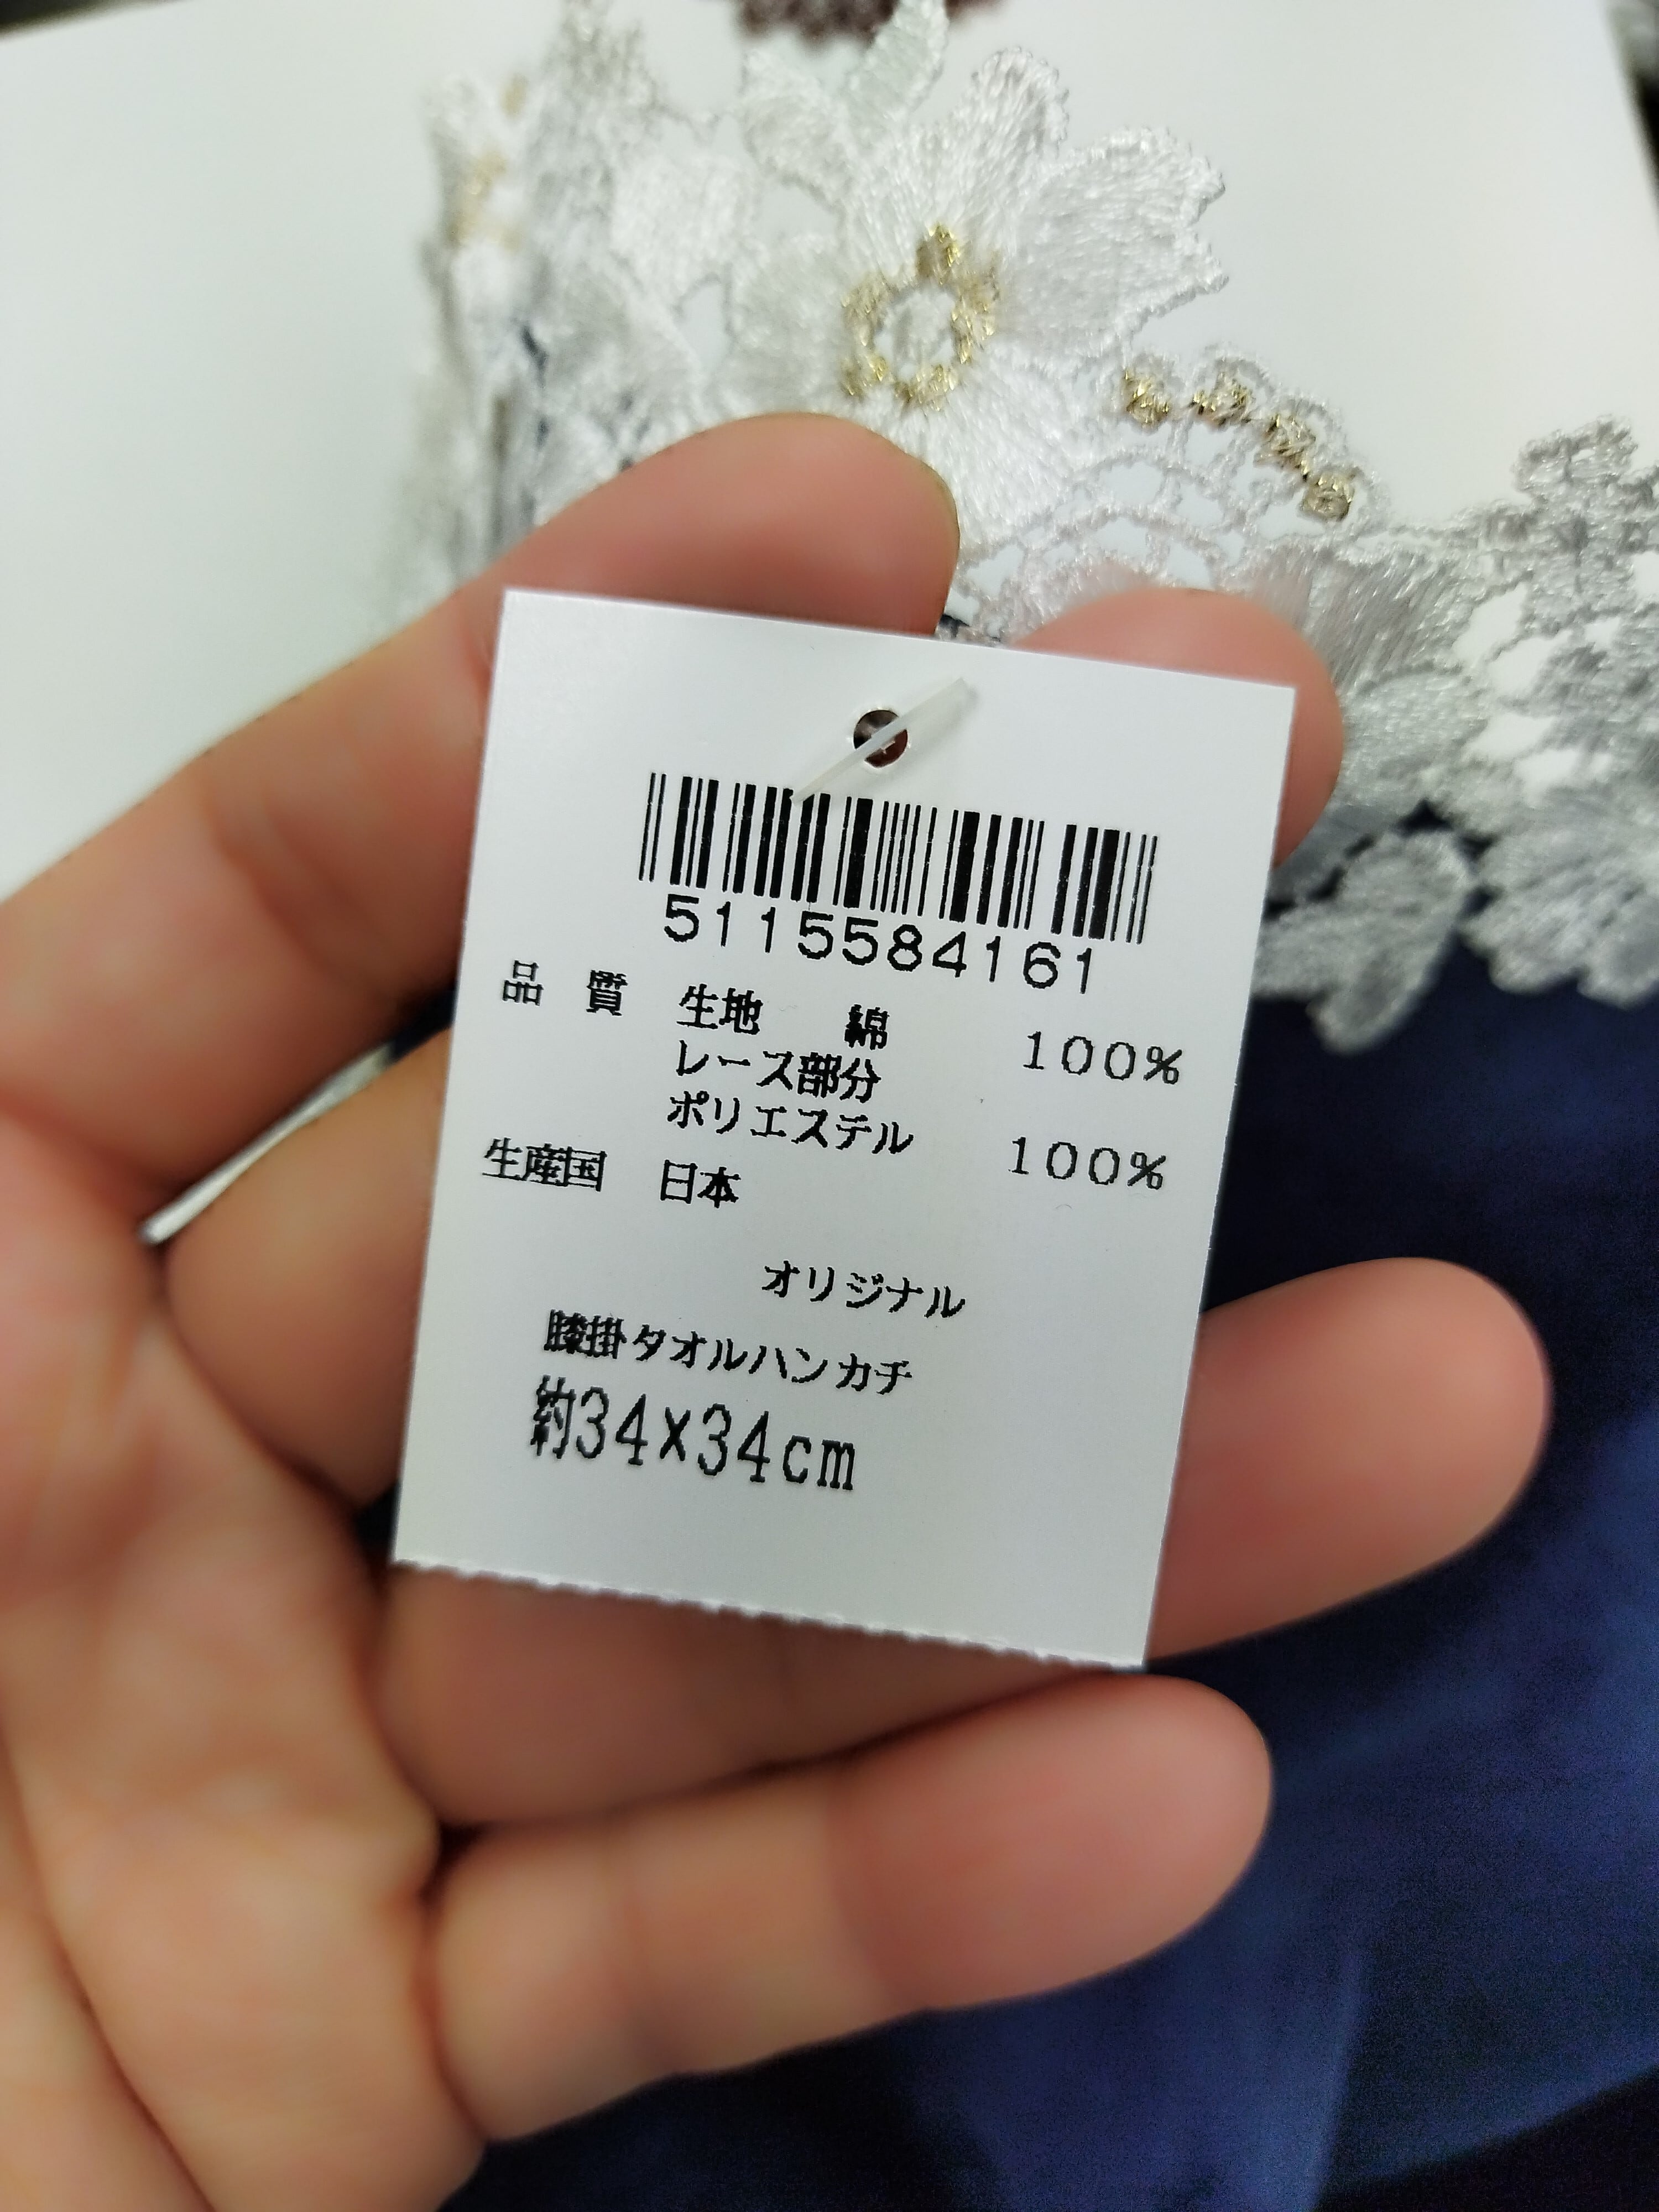 5115584161
品 質 生地 綿 100%
レース部分
ポリエステル 100%
生産国 日本
オリジナル
膝掛タオルハンカチ
約34x34cm